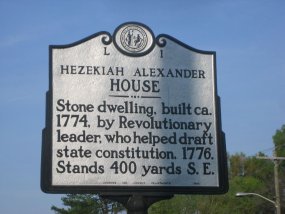 L 1
HEZEKIAH ALEXANDER
HOUSE
Stone dwelling, built ca.
1774, by Revolutionary
leader, who helped draft
state constitution, 1776.
Stands 400 yards S. E.